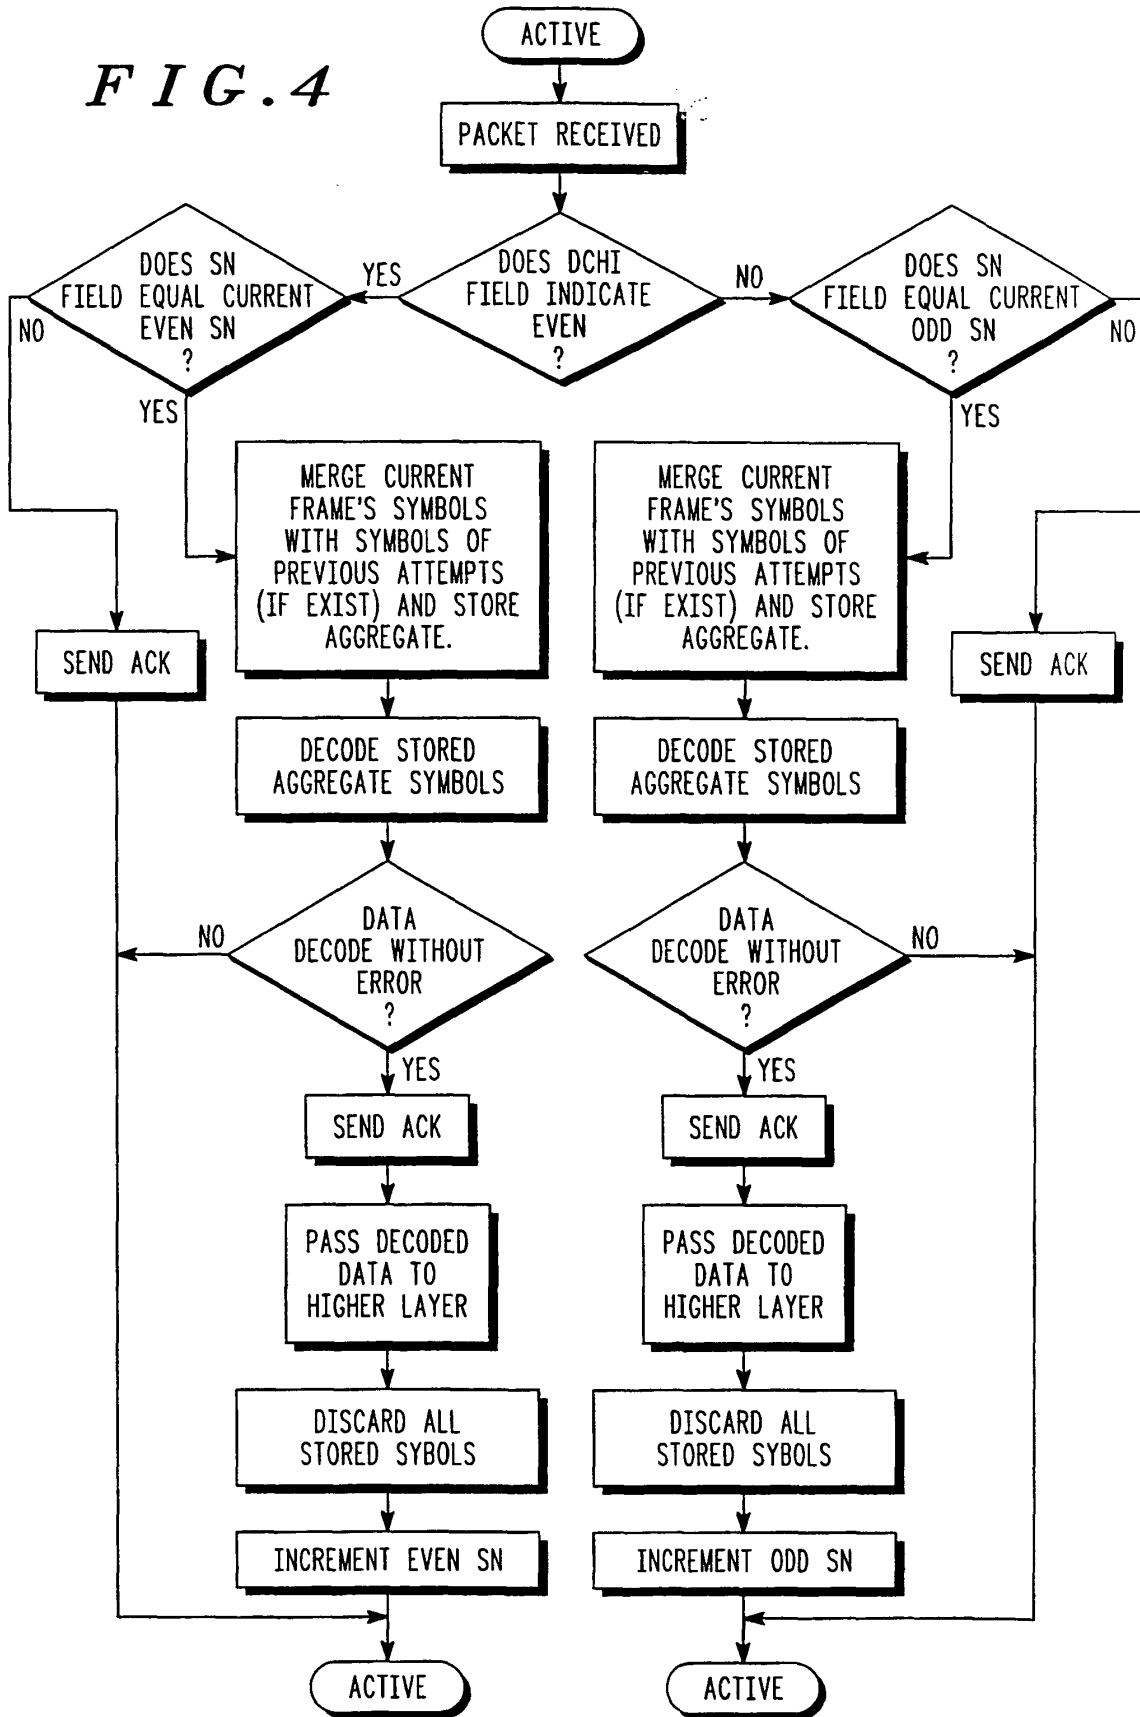 ACTIVE
FIG.4
PACKET RECEIVED
DOES SN
FIELD EQUAL CURRENT
EVEN SN
?
YES
DOES DCHI
FIELD INDICATE
EVEN
?
NO
DOES SN
FIELD EQUAL CURRENT
ODD SN
?
NO
NO
YES
YES
MERGE CURRENT
FRAME'S SYMBOLS
WITH SYMBOLS OF
PREVIOUS ATTEMPTS
(IF EXIST) AND STORE
AGGREGATE.
MERGE CURRENT
FRAME'S SYMBOLS
WITH SYMBOLS OF
PREVIOUS ATTEMPTS
(IF EXIST) AND STORE
AGGREGATE.
SEND ACK
SEND ACK
DECODE STORED
AGGREGATE SYMBOLS
DECODE STORED
AGGREGATE SYMBOLS
NO
DATA
DECODE WITHOUT
ERROR
?
DATA
DECODE WITHOUT
ERROR
?
NO
YES
YES
SEND ACK
SEND ACK
PASS DECODED
DATA TO
HIGHER LAYER
PASS DECODED
DATA TO
HIGHER LAYER
DISCARD ALL
STORED SYBOLS
DISCARD ALL
STORED SYBOLS
INCREMENT EVEN SN
INCREMENT ODD SN
ACTIVE
ACTIVE